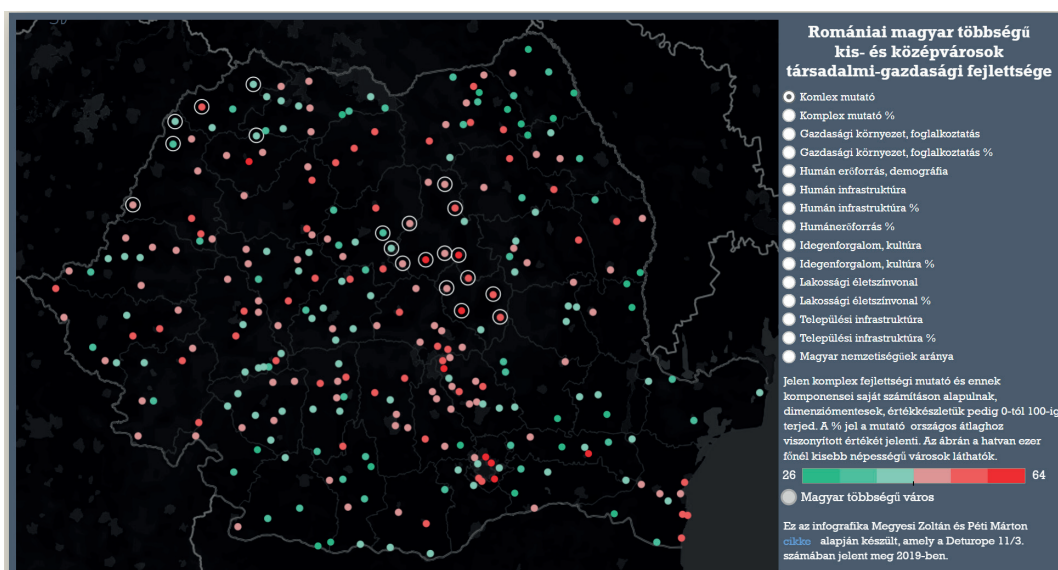 Romániai magyar többségű
kis- és középvárosok
társadalmi-gazdasági fejlettsége
Komlex mutató
Komplex mutató %
Gazdasági környezet, foglalkoztatás
Gazdasági környezet, foglalkoztatás %
Humán erőforrás, demográfia
Humán infrastruktúra
Humán infrastruktúra %
Humánerőforrás %
Idegenforgalom, kultúra
Idegenforgalom, kultúra %
Lakossági életszínvonal
Lakossági életszínvonal %
Települési infrastruktúra
Települési infrastruktúra %
Magyar nemzetiségűek aránya
Jelen komplex fejlettségi mutató és ennek
komponensei saját számításon alapulnak,
dimenziómentesek, értékkészletük pedig 0-tól 100-ig
terjed. A % jel a mutató országos átlaghoz
viszonyított értékét jelenti. Az ábrán a hatvan ezer
főnél kisebb népességű városok láthatók.
26 64
Magyar többségű város
Ez az infografika Megyesi Zoltán és Péti Márton
cikke alapján készült, amely a Deturope 11/3.
számában jelent meg 2019-ben.